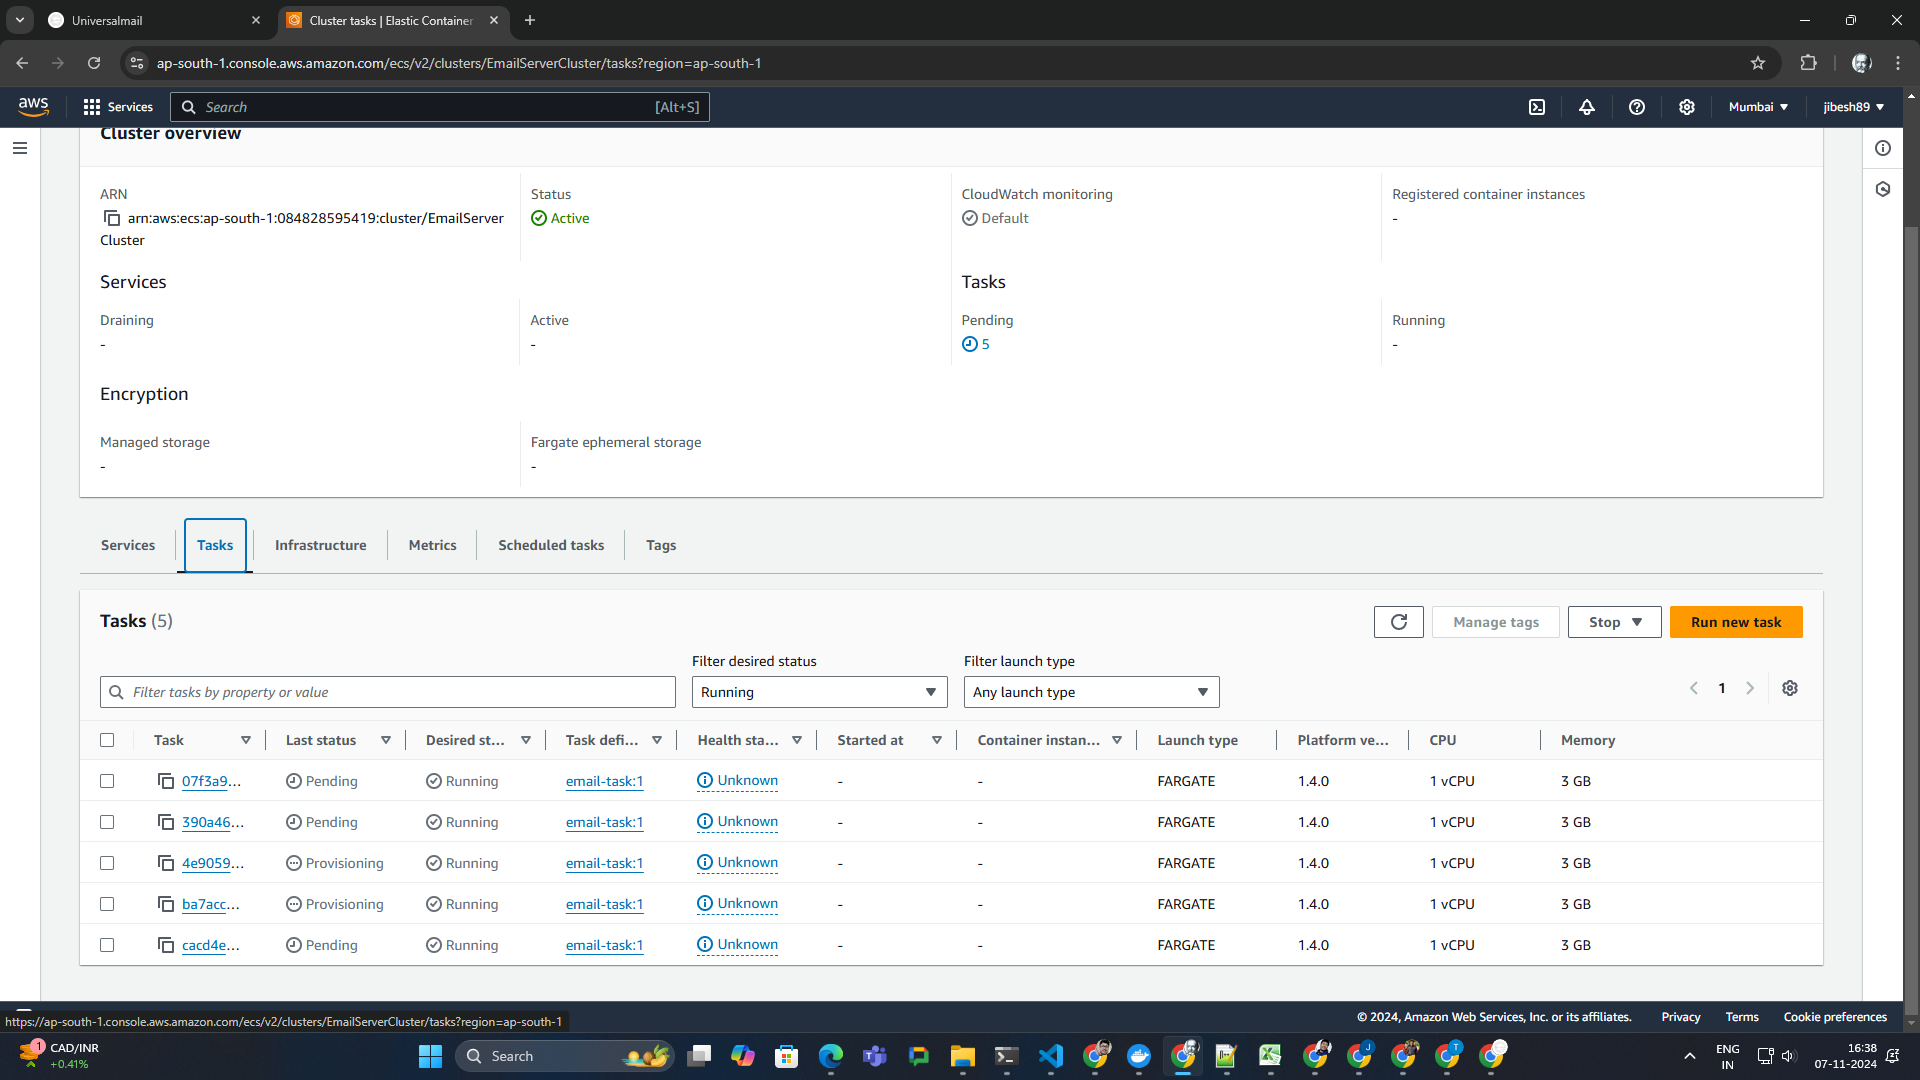 Universalmail
Cluster tasks | Elastic Container
ap-south-1.console.aws.amazon.com/ecs/v2/clusters/EmailServerCluster/tasks?region=ap-south-1
aws
Services
Search
[Alt+S]
Mumbai
jibesh89
Cluster overview
ARN
arn:aws:ecs:ap-south-1:084828595419:cluster/EmailServer
Cluster
Status
Active
CloudWatch monitoring
Default
Registered container instances
-
Services
Tasks
Draining
-
Active
-
Pending
5
Running
-
Encryption
Managed storage
-
Fargate ephemeral storage
-
Services Tasks Infrastructure Metrics Scheduled tasks Tags
Tasks (5)
Manage tags
Stop
Run new task
Filter desired status
Filter launch type
Filter tasks by property or value
Running
Any launch type
1
Task Last status Desired st... Task defi... Health sta... Started at Container instan... Launch type Platform ve... CPU Memory
07f3a9... Pending Running email-task:1 Unknown - - FARGATE 1.4.0 1 vCPU 3 GB
390a46... Pending Running email-task:1 Unknown - - FARGATE 1.4.0 1 vCPU 3 GB
4e9059... Provisioning Running email-task:1 Unknown - - FARGATE 1.4.0 1 vCPU 3 GB
ba7acc... Provisioning Running email-task:1 Unknown - - FARGATE 1.4.0 1 vCPU 3 GB
cacd4e... Pending Running email-task:1 Unknown - - FARGATE 1.4.0 1 vCPU 3 GB
https://ap-south-1.console.aws.amazon.com/ecs/v2/clusters/EmailServerCluster/tasks?region=ap-south-1
© 2024, Amazon Web Services, Inc. or its affiliates.
Privacy
Terms
Cookie preferences
1
CAD/INR
+0.41%
Search
J
T
ENG
IN
16:38
07-11-2024